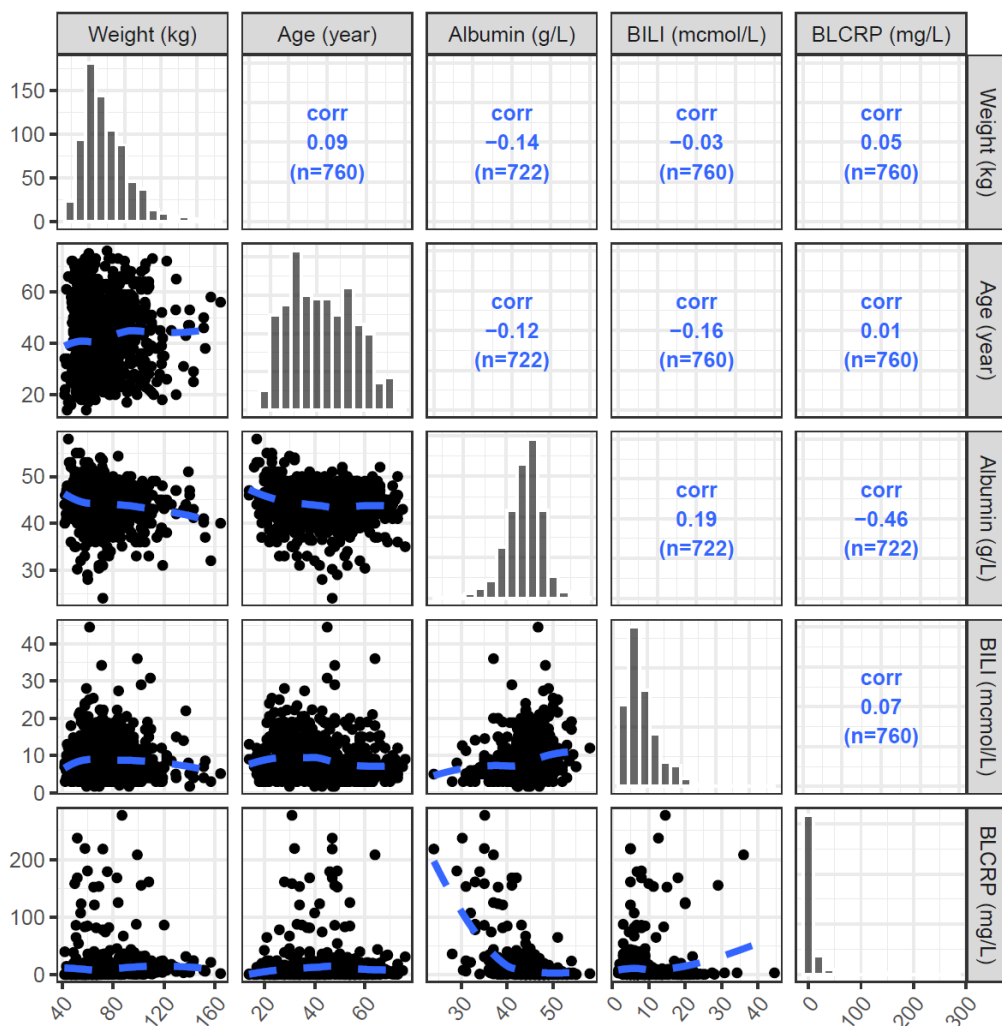 Weight (kg) Age (year) Albumin (g/L) BILI (mcmol/L) BLCRP (mg/L)
150
100
50
0
corr
0.09
(n=760)
corr
−0.14
(n=722)
corr
−0.03
(n=760)
corr
0.05
(n=760)
Weight (kg)
60
40
20
corr
−0.12
(n=722)
corr
−0.16
(n=760)
corr
0.01
(n=760)
Age (year)
50
40
30
corr
0.19
(n=722)
corr
−0.46
(n=722)
Albumin (g/L)
40
30
20
10
0
corr
0.07
(n=760)
BILI (mcmol/L)
200
100
0
BLCRP (mg/L)
40 80 120 160 20 40 60 30 40 50 0 10 20 30 40 0 100 200 300